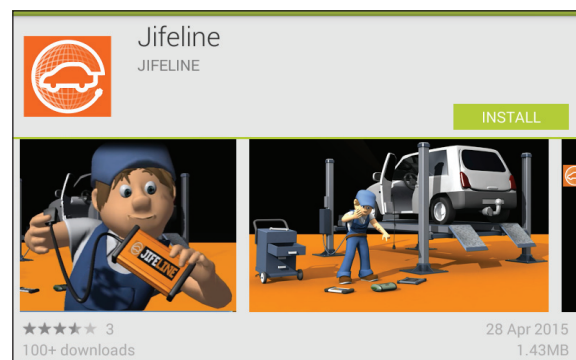 Jifeline
JIFELINE
INSTALL
JIFELINE
★★★★★ 3
28 Apr 2015
100+ downloads
1.43MB